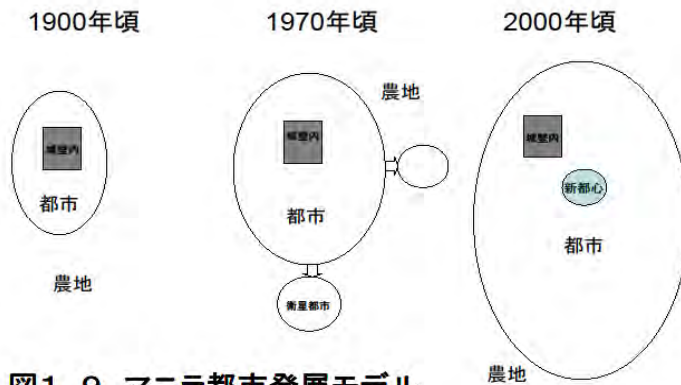 1900年頃
1970年頃
2000年頃
城壁内
都市
農地
農地
城壁内
都市
衛星都市
城壁内
新都心
都市
農地
図1－9 マニラ都市発展モデル